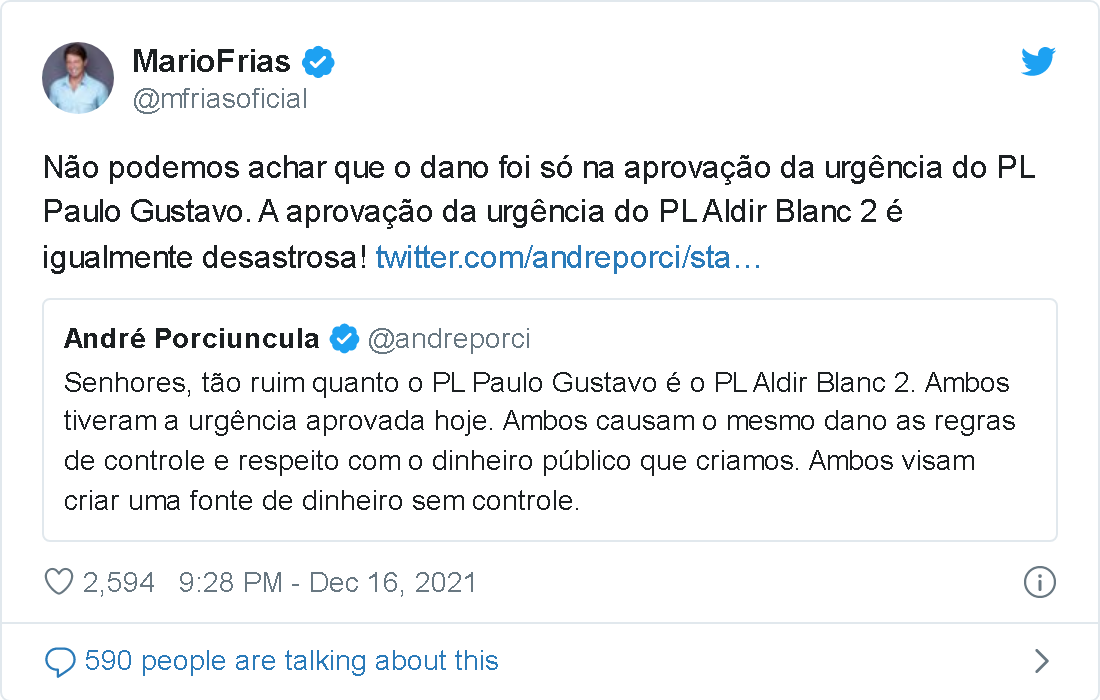 MarioFrias
@mfriasoficial
Não podemos achar que o dano foi só na aprovação da urgência do PL
Paulo Gustavo. A aprovação da urgência do PL Aldir Blanc 2 é
igualmente desastrosa! twitter.com/andreporci/sta…
André Porciuncula @andreporci
Senhores, tão ruim quanto o PL Paulo Gustavo é o PL Aldir Blanc 2. Ambos
tiveram a urgência aprovada hoje. Ambos causam o mesmo dano as regras
de controle e respeito com o dinheiro público que criamos. Ambos visam
criar uma fonte de dinheiro sem controle.
2,594 9:28 PM - Dec 16, 2021
590 people are talking about this